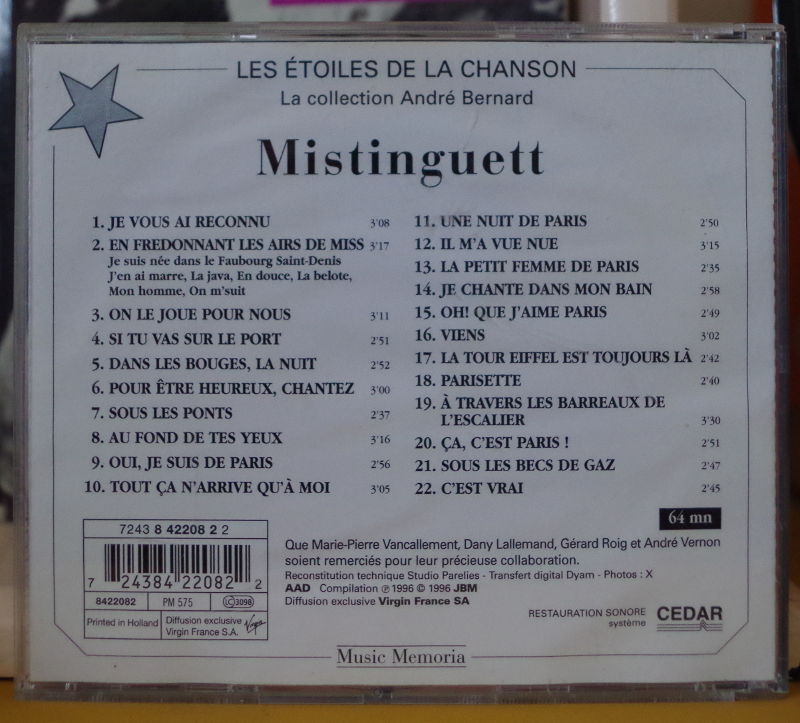 LES ÉTOILES DE LA CHANSON
La collection André Bernard
Mistinguett
1. JE VOUS AI RECONNU 3'08
2. EN FREDONNANT LES AIRS DE MISS 3'17
Je suis née dans le Faubourg Saint-Denis
J'en ai marre, La java, En douce, La belote,
Mon homme, On m'suit
3. ON LE JOUE POUR NOUS 3'11
4. SI TU VAS SUR LE PORT 2'51
5. DANS LES BOUGES, LA NUIT 2'52
6. POUR ÊTRE HEUREUX, CHANTEZ 3'00
7. SOUS LES PONTS 2'37
8. AU FOND DE TES YEUX 3'16
9. OUI, JE SUIS DE PARIS 2'56
10. TOUT ÇA N'ARRIVE QU'À MOI 3'05
11. UNE NUIT DE PARIS 2'50
12. IL M'A VUE NUE 3'15
13. LA PETIT FEMME DE PARIS 2'35
14. JE CHANTE DANS MON BAIN 2'58
15. OH! QUE J'AIME PARIS 2'49
16. VIENS 3'02
17. LA TOUR EIFFEL EST TOUJOURS LÀ 2'42
18. PARISETTE 2'40
19. À TRAVERS LES BARREAUX DE
L'ESCALIER 3'30
20. ÇA, C'EST PARIS ! 2'51
21. SOUS LES BECS DE GAZ 2'47
22. C'EST VRAI 2'45
64 mn
7243 8 42208 2 2
7 24384 22082 2
8422082 PM 575 LC 3098
Printed in Holland
Diffusion exclusive
Virgin France S.A.
Virgin
Que Marie-Pierre Vancallement, Dany Lallemand, Gérard Roig et André Vernon
soient remerciés pour leur précieuse collaboration.
Reconstitution technique Studio Parelies - Transfert digital Dyam - Photos : X
AAD Compilation ℗ 1996 © 1996 JBM
Diffusion exclusive Virgin France SA
RESTAURATION SONORE
système
CEDAR
Music Memoria